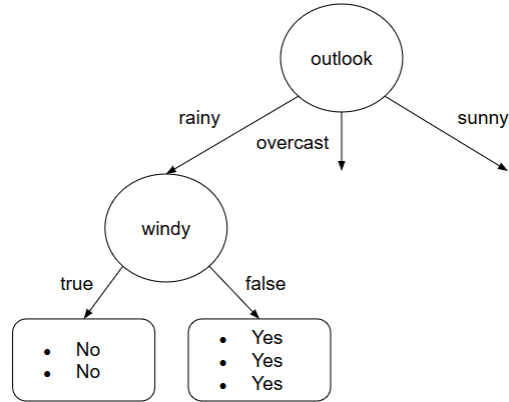 outlook
rainy
overcast
sunny
windy
true
false
• No
• No
• Yes
• Yes
• Yes